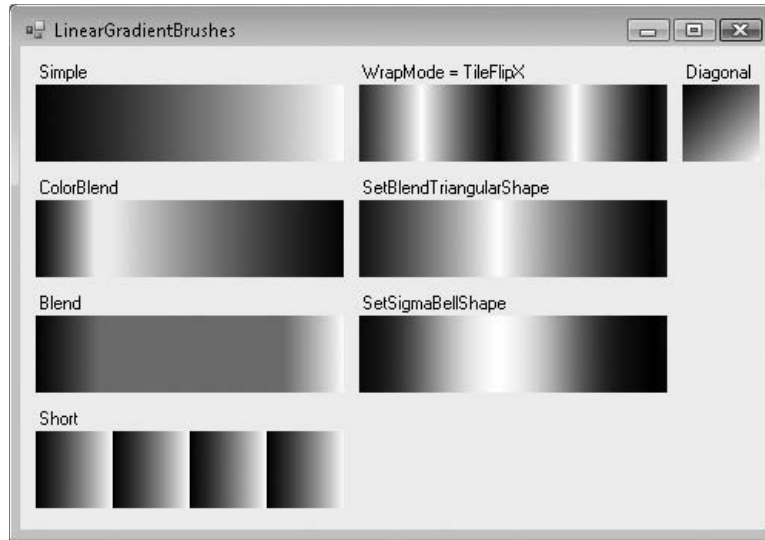 LinearGradientBrushes
Simple
WrapMode = TileFlipX
Diagonal
ColorBlend
SetBlendTriangularShape
Blend
SetSigmaBellShape
Short